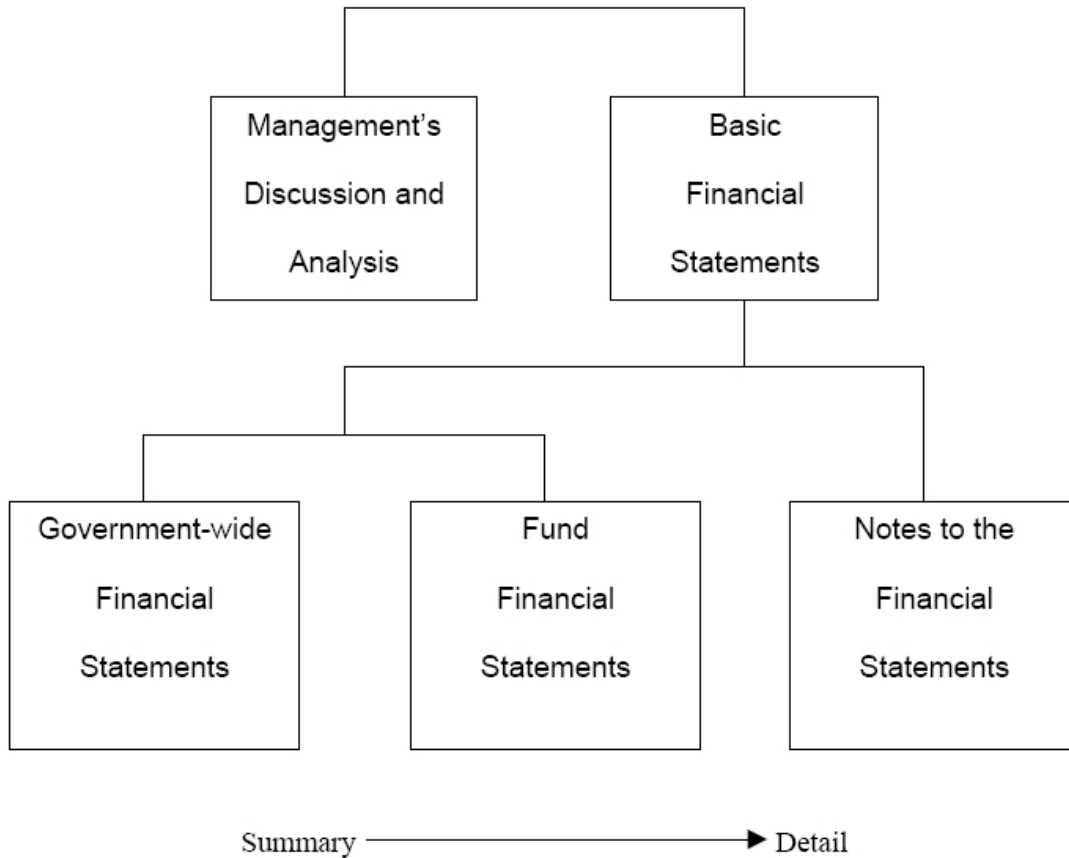 Management’s
Discussion and
Analysis
Basic
Financial
Statements
Government-wide
Financial
Statements
Fund
Financial
Statements
Notes to the
Financial
Statements
Summary
Detail